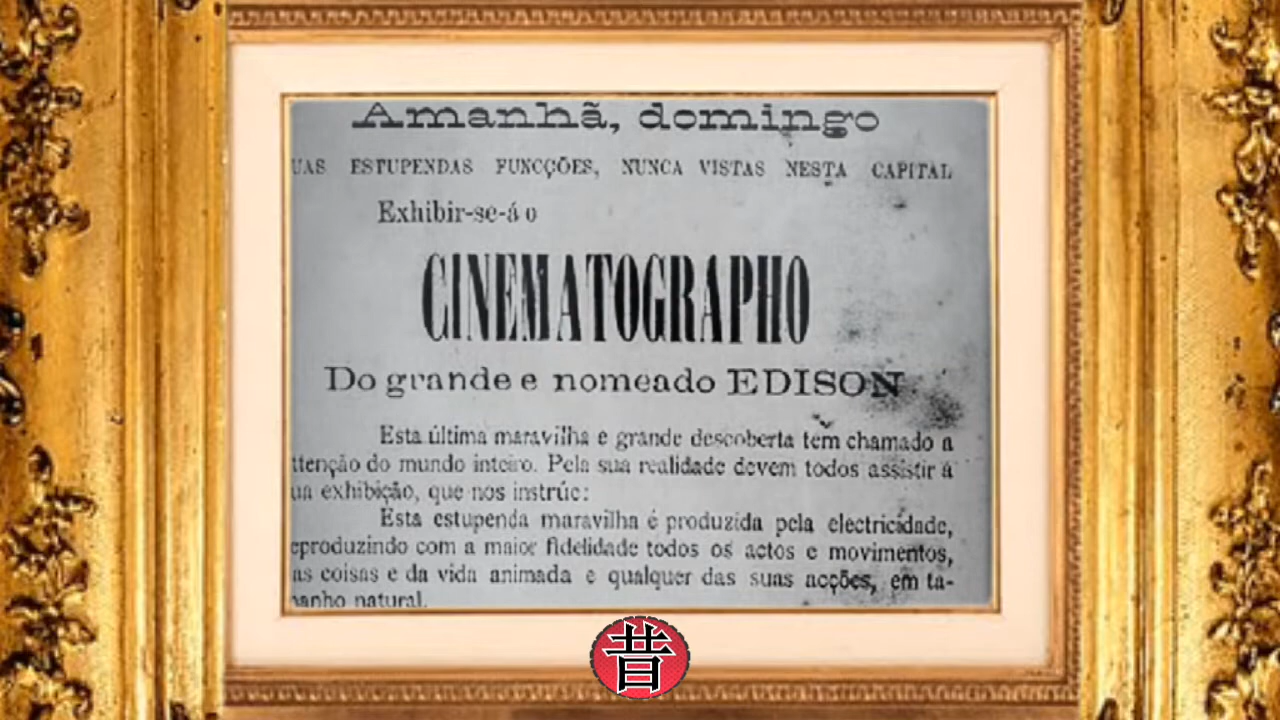 Amanhã, domingo
UAS ESTUPENDAS FUNCÇÕES, NUNCA VISTAS NESTA CAPITAL
Exhibir-se-á o
CINEMATOGRAPHO
Do grande e nomeado EDISON
Esta última maravilha e grande descoberta tem chamado a
ttenção do mundo inteiro. Pela sua realidade devem todos assistir á
ua exhibição, que nos instrúe:
Esta estupenda maravilha é produzida pela electricidade,
eproduzindo com a maior fidelidade todos os actos e movimentos,
as coisas e da vida animada e qualquer das suas acções, em ta-
anho natural.
昔